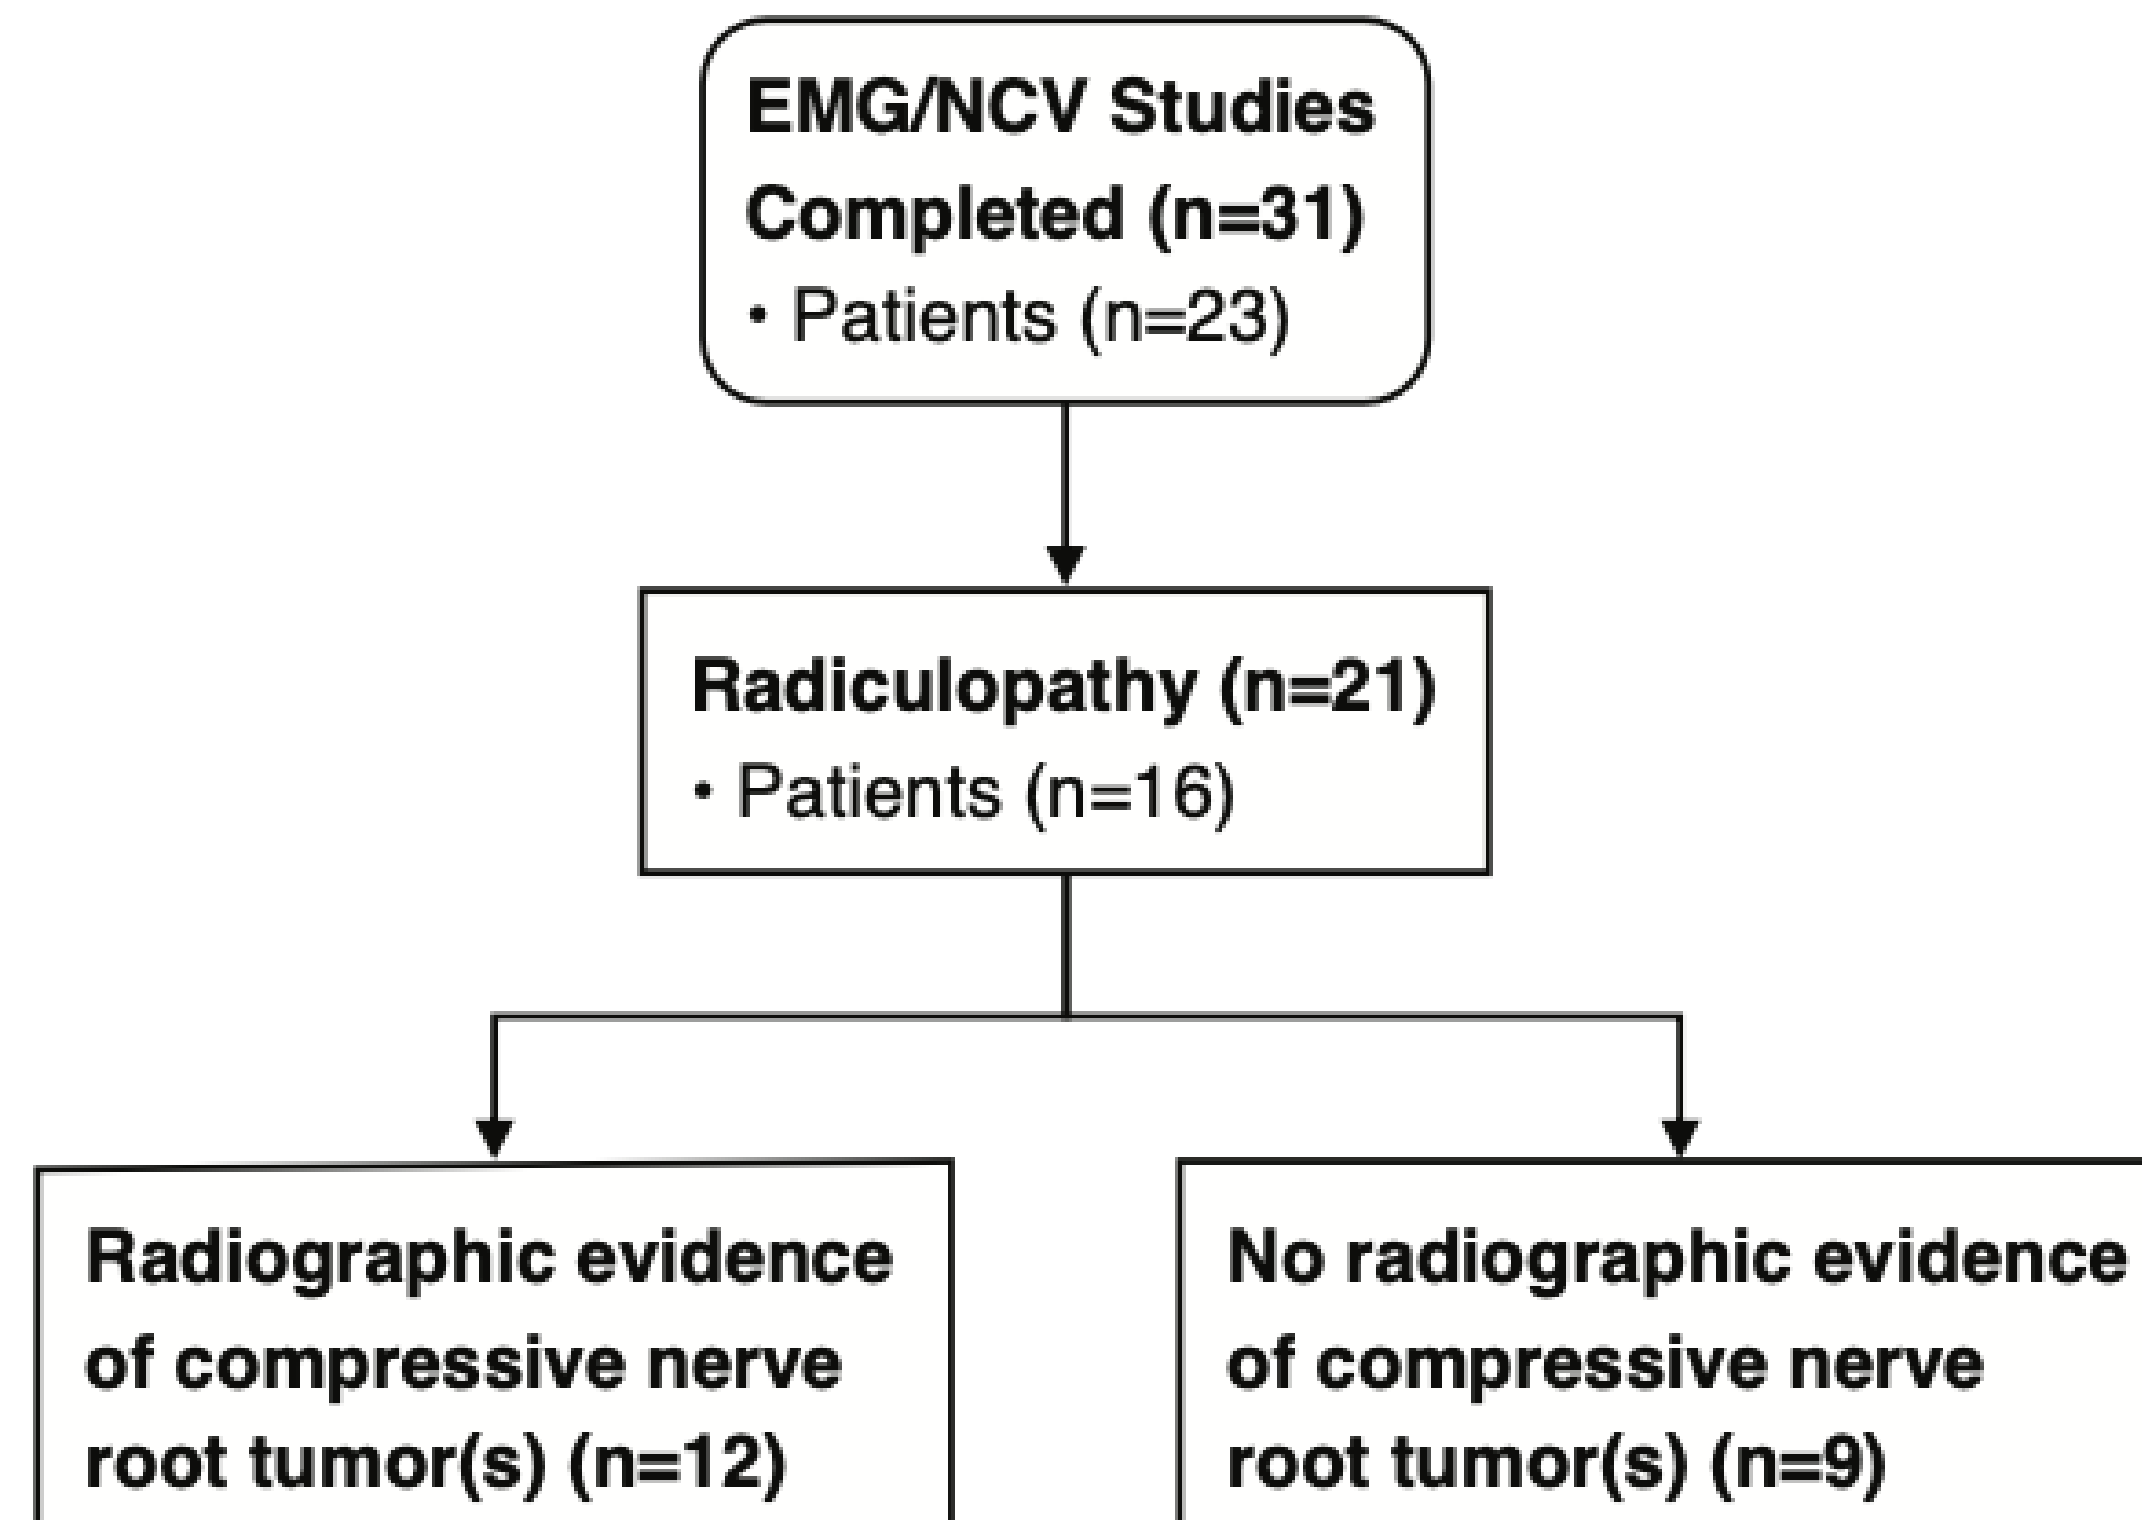 EMG/NCV Studies
Completed (n=31)
• Patients (n=23)
Radiculopathy (n=21)
• Patients (n=16)
Radiographic evidence
of compressive nerve
root tumor(s) (n=12)
No radiographic evidence
of compressive nerve
root tumor(s) (n=9)